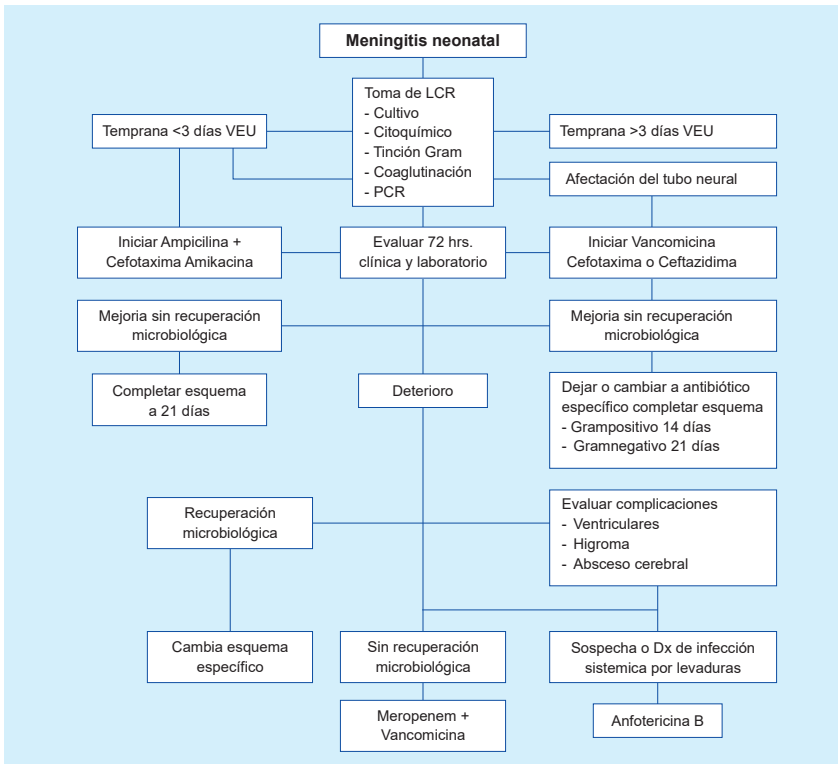 Meningitis neonatal
Toma de LCR
- Cultivo
- Citoquímico
- Tinción Gram
- Coaglutinación
- PCR
Temprana <3 días VEU
Temprana >3 días VEU
Afectación del tubo neural
Iniciar Ampicilina +
Cefotaxima Amikacina
Evaluar 72 hrs.
clínica y laboratorio
Iniciar Vancomicina
Cefotaxima o Ceftazidima
Mejoria sin recuperación
microbiológica
Mejoria sin recuperación
microbiológica
Completar esquema
a 21 días
Deterioro
Dejar o cambiar a antibiótico
específico completar esquema
- Grampositivo 14 días
- Gramnegativo 21 días
Recuperación
microbiológica
Evaluar complicaciones
- Ventriculares
- Higroma
- Absceso cerebral
Cambia esquema
específico
Sin recuperación
microbiológica
Sospecha o Dx de infección
sistemica por levaduras
Meropenem +
Vancomicina
Anfotericina B